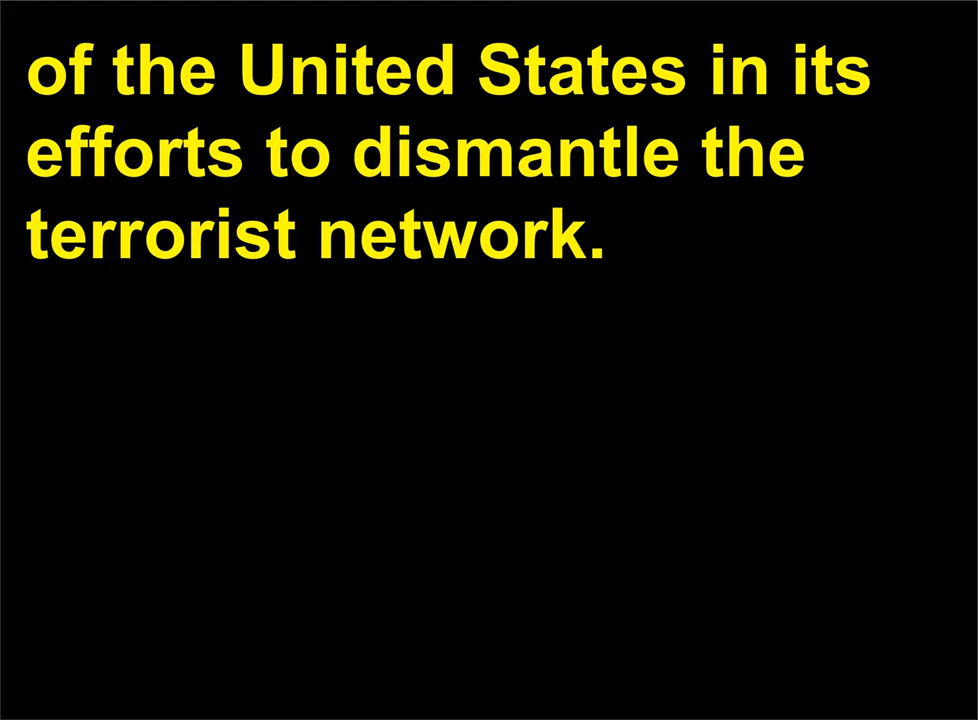 of the United States in its
efforts to dismantle the
terrorist network.